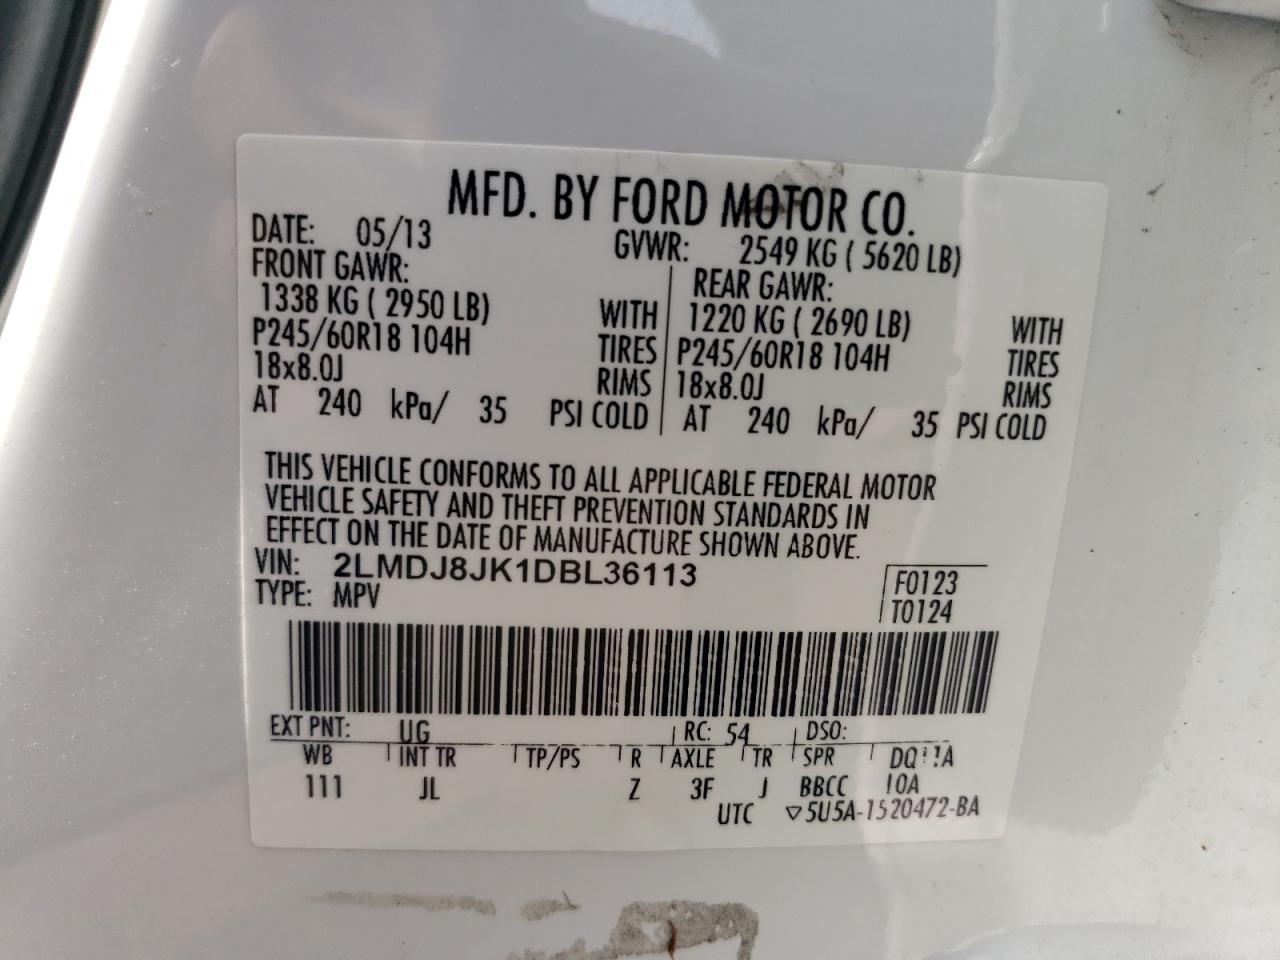 MFD. BY FORD MOTOR CO.
DATE: 05/13 GVWR: 2549 KG ( 5620 LB)
FRONT GAWR: REAR GAWR:
1338 KG ( 2950 LB) WITH 1220 KG ( 2690 LB) WITH
P245/60R18 104H TIRES P245/60R18 104H TIRES
18x8.0J RIMS 18x8.0J RIMS
AT 240 kPa/ 35 PSI COLD AT 240 kPa/ 35 PSI COLD
THIS VEHICLE CONFORMS TO ALL APPLICABLE FEDERAL MOTOR
VEHICLE SAFETY AND THEFT PREVENTION STANDARDS IN
EFFECT ON THE DATE OF MANUFACTURE SHOWN ABOVE.
VIN: 2LMDJ8JK1DBL36113 F0123
TYPE: MPV T0124
EXT PNT: UG RC: 54 DSO:
WB INT TR TP/PS R AXLE TR SPR
111 JL Z 3F J BBCC
UTC ▽5U5A-1520472-BA